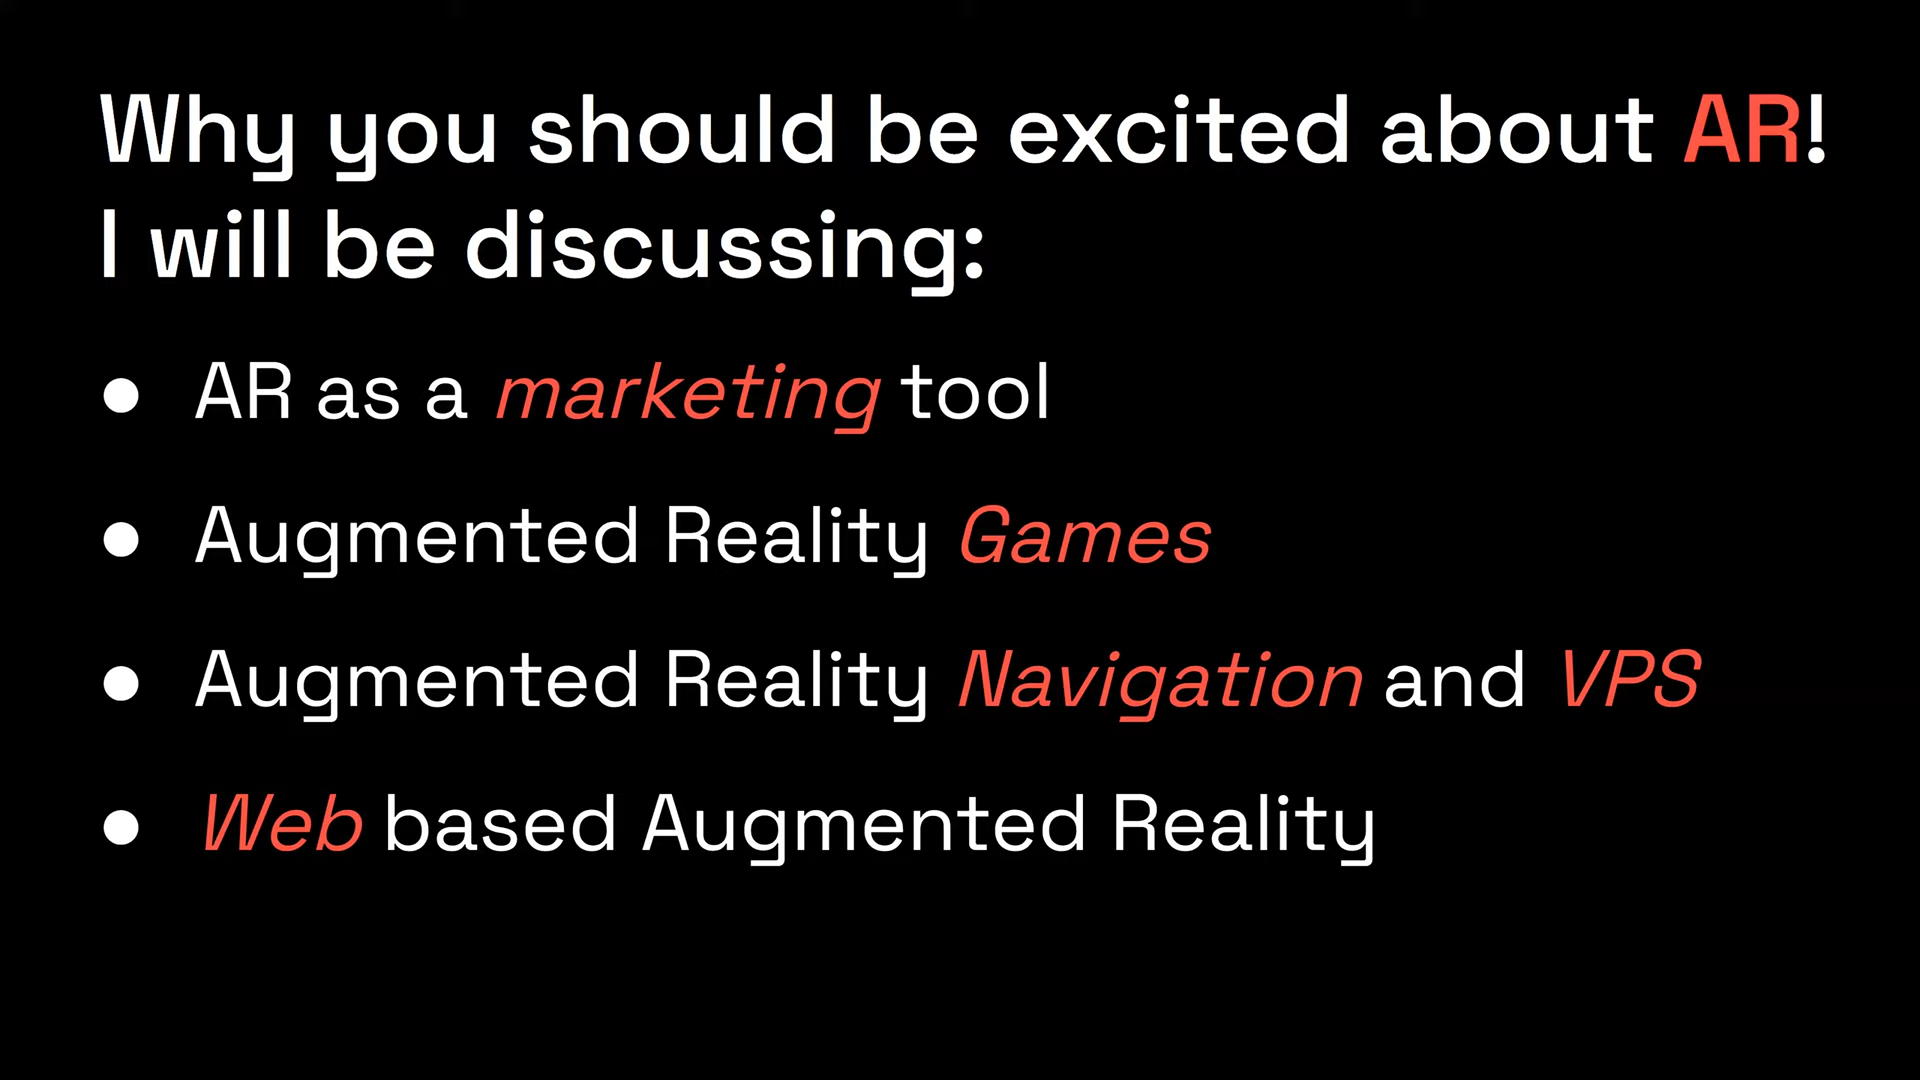 Why you should be excited about AR!
I will be discussing:
● AR as a marketing tool
● Augmented Reality Games
● Augmented Reality Navigation and VPS
● Web based Augmented Reality